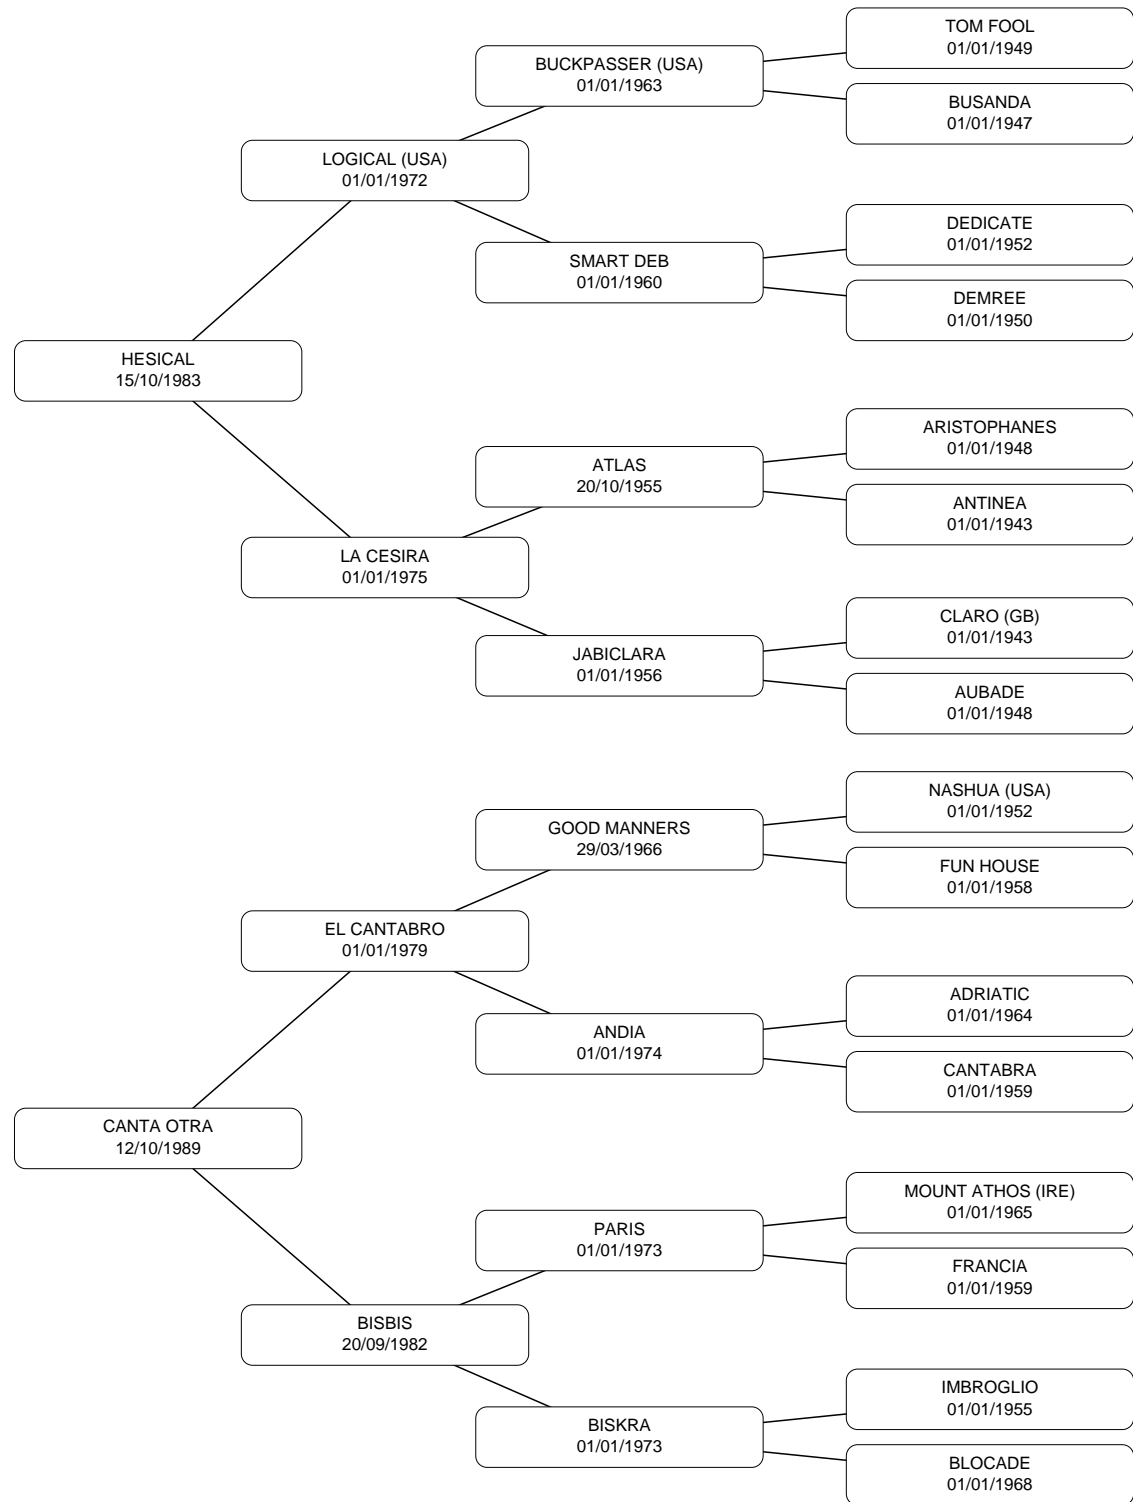 TOM FOOL
01/01/1949
BUCKPASSER (USA)
01/01/1963
BUSANDA
01/01/1947
LOGICAL (USA)
01/01/1972
DEDICATE
01/01/1952
SMART DEB
01/01/1960
DEMREE
01/01/1950
HESICAL
15/10/1983
ARISTOPHANES
01/01/1948
ATLAS
20/10/1955
ANTINEA
01/01/1943
LA CESIRA
01/01/1975
CLARO (GB)
01/01/1943
JABICLARA
01/01/1956
AUBADE
01/01/1948
NASHUA (USA)
01/01/1952
GOOD MANNERS
29/03/1966
FUN HOUSE
01/01/1958
EL CANTABRO
01/01/1979
ADRIATIC
01/01/1964
ANDIA
01/01/1974
CANTABRA
01/01/1959
CANTA OTRA
12/10/1989
MOUNT ATHOS (IRE)
01/01/1965
PARIS
01/01/1973
FRANCIA
01/01/1959
BISBIS
20/09/1982
IMBROGLIO
01/01/1955
BISKRA
01/01/1973
BLOCADE
01/01/1968